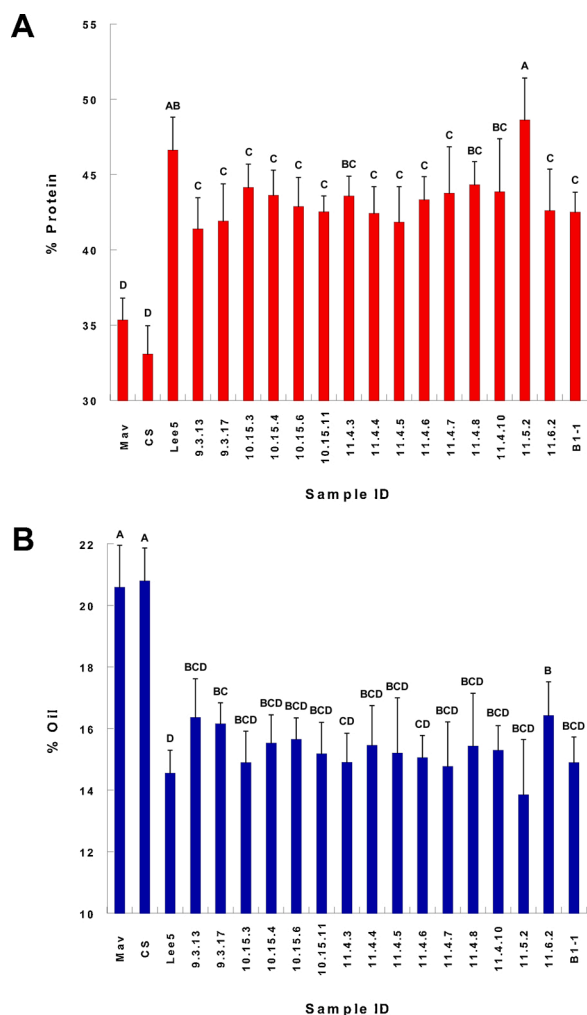 A
55
50
45
40
35
30
% Protein
D
D
AB
C
C
C
C
C
C
BC
C
C
C
C
BC
BC
A
C
C
Mav
CS
Lee5
9.3.13
9.3.17
10.15.3
10.15.4
10.15.6
10.15.11
11.4.3
11.4.4
11.4.5
11.4.6
11.4.7
11.4.8
11.4.10
11.5.2
11.6.2
B1-1
Sample ID
B
22
20
18
16
14
12
10
% Oil
A
A
D
BCD
BC
BCD
BCD
BCD
BCD
CD
BCD
BCD
CD
BCD
BCD
BCD
BCD
B
BCD
Mav
CS
Lee5
9.3.13
9.3.17
10.15.3
10.15.4
10.15.6
10.15.11
11.4.3
11.4.4
11.4.5
11.4.6
11.4.7
11.4.8
11.4.10
11.5.2
11.6.2
B1-1
Sample ID